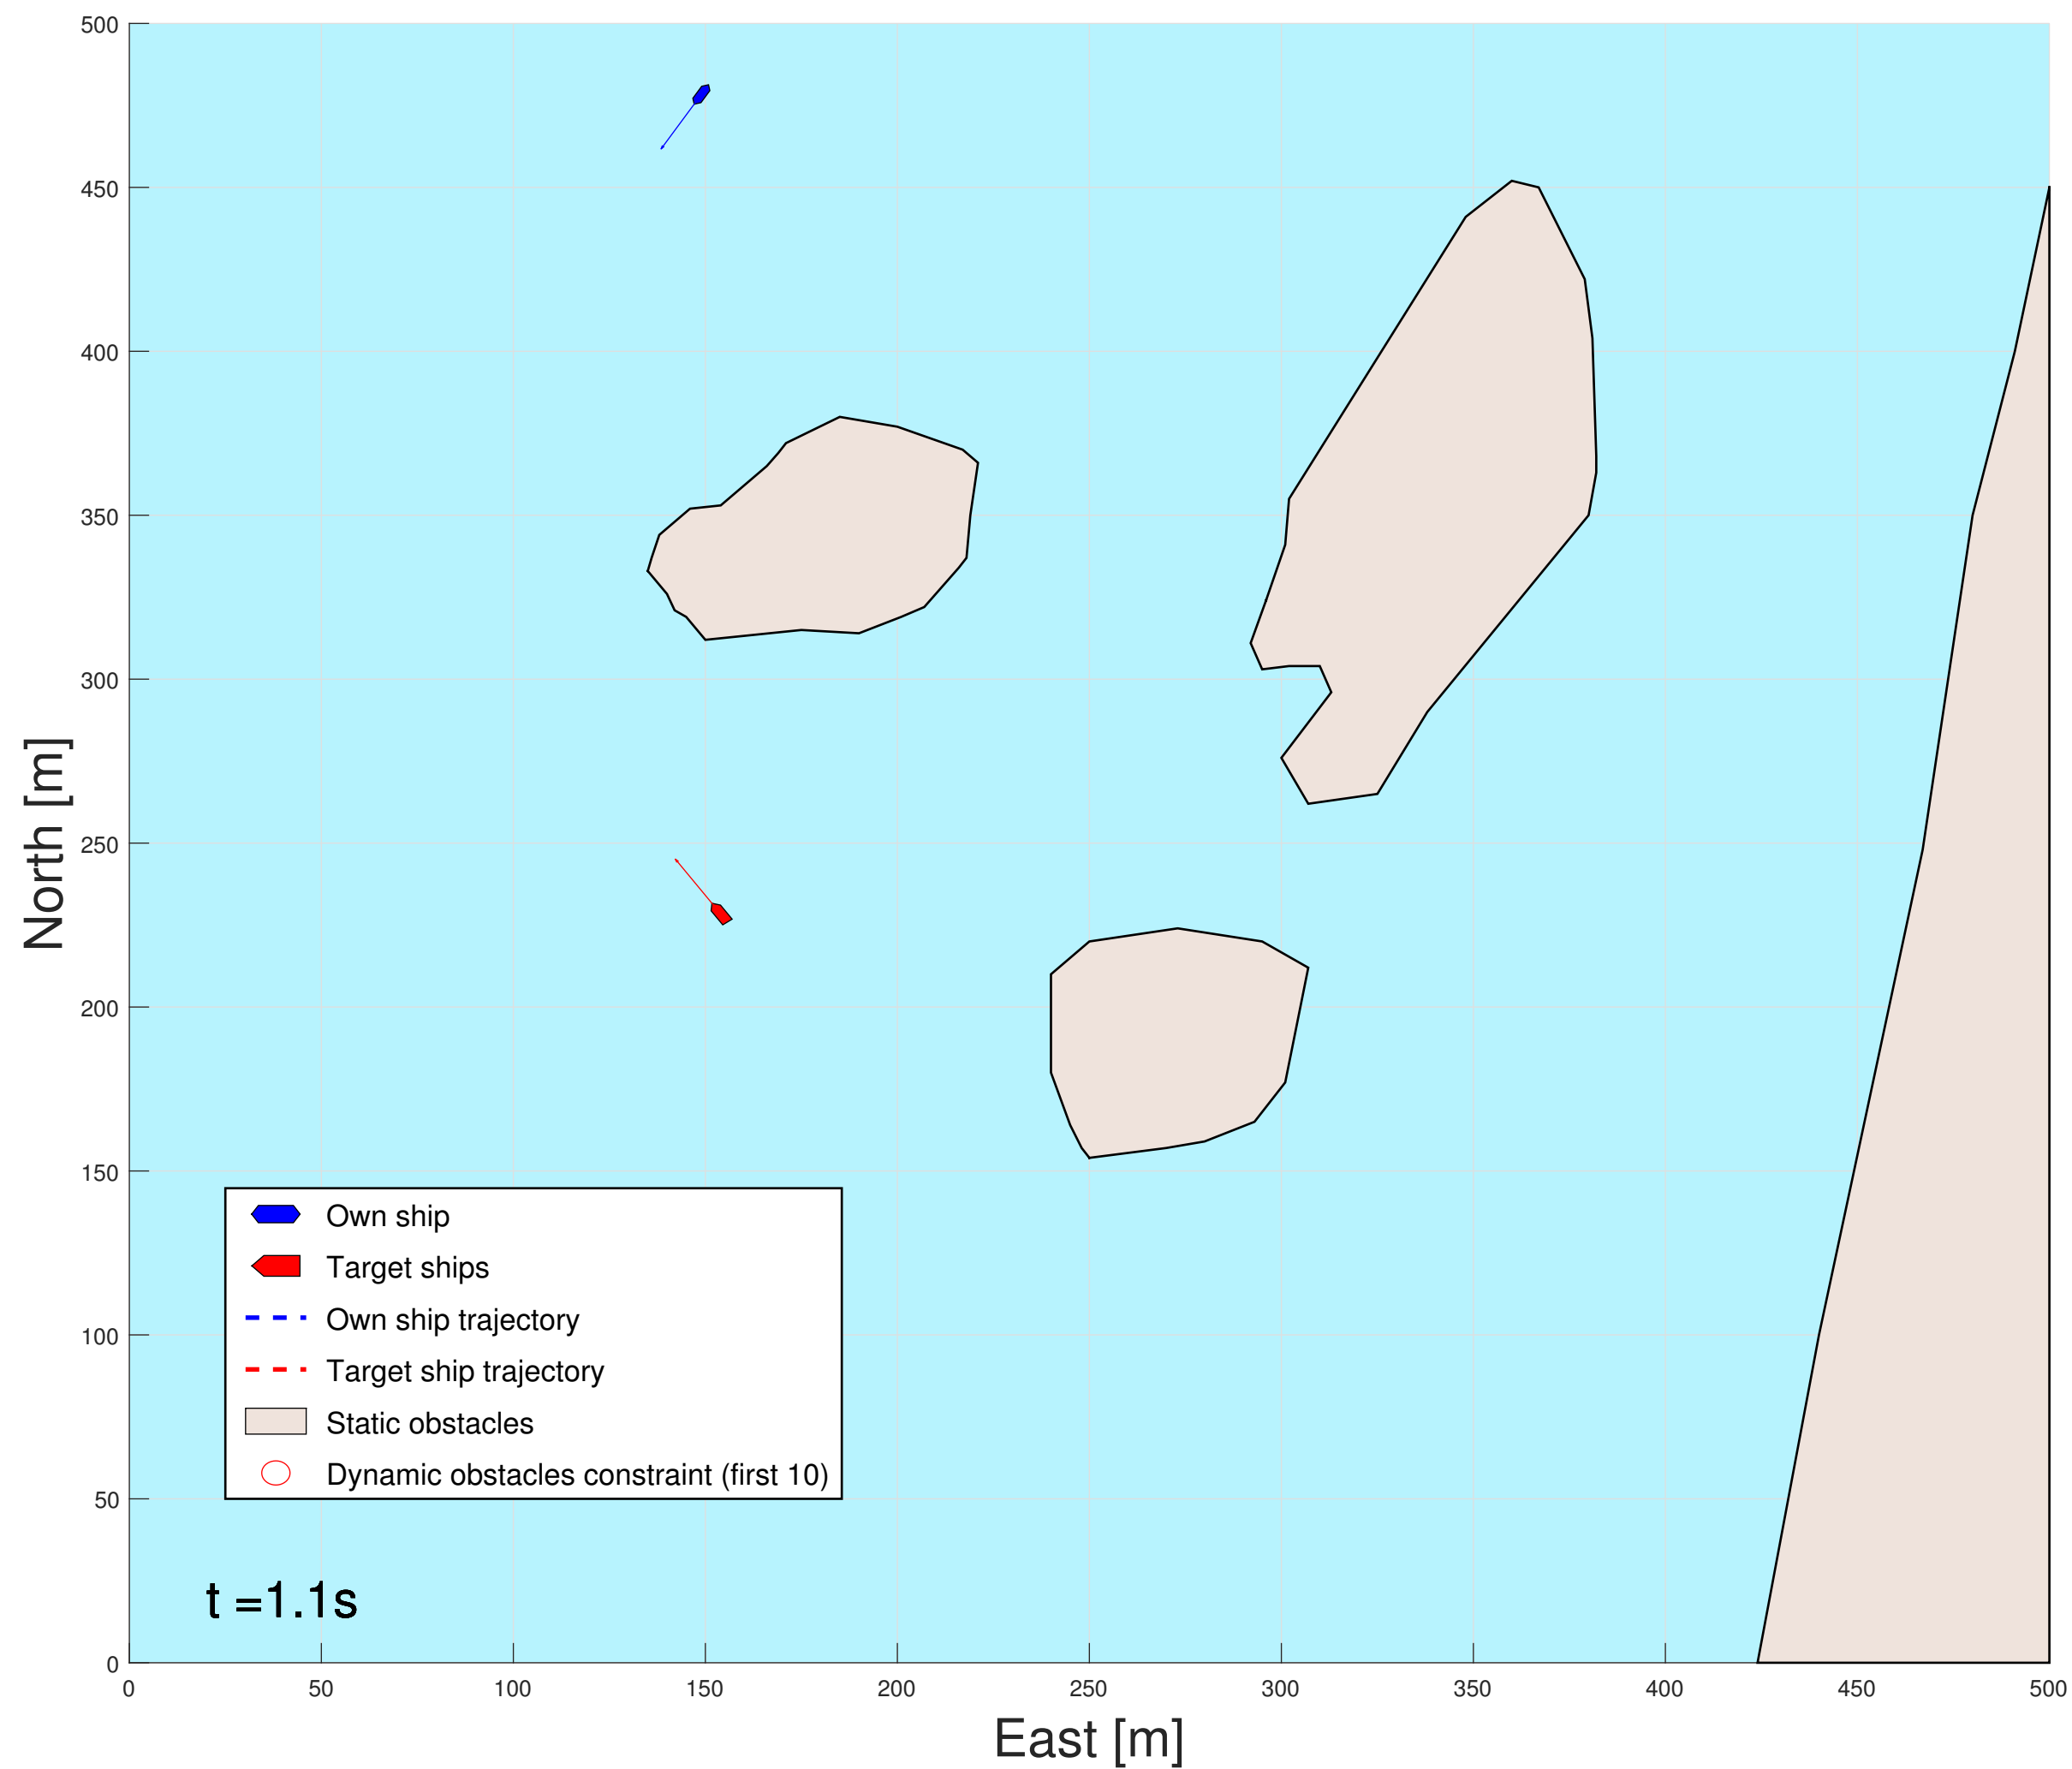 500
450
400
350
300
250
200
150
100
50
0
North [m]
Own ship
Target ships
Own ship trajectory
Target ship trajectory
Static obstacles
Dynamic obstacles constraint (first 10)
t =1.1s
0 50 100 150 200 250 300 350 400 450 500
East [m]